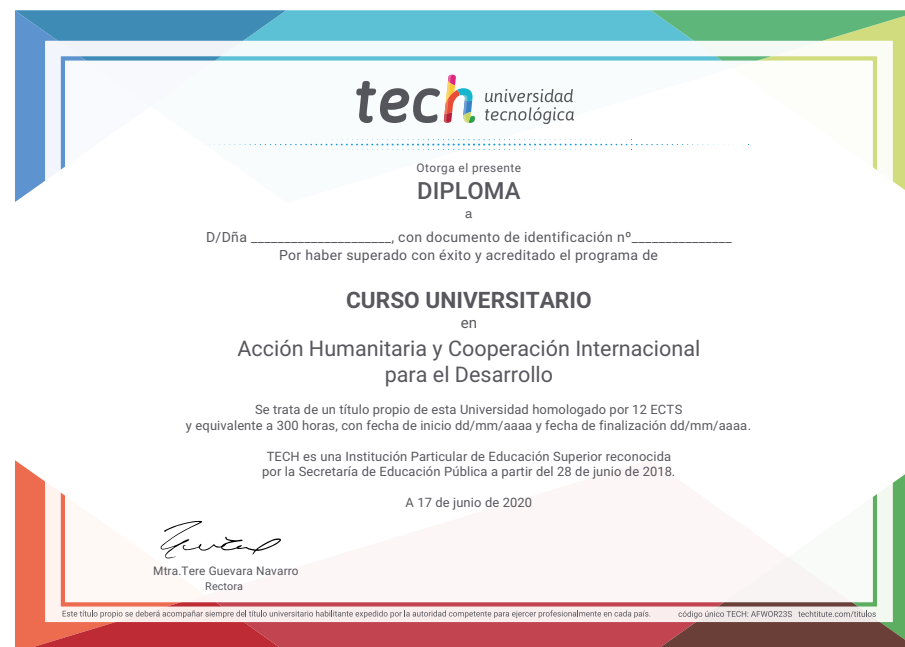 tech universidad
tecnológica
Otorga el presente
DIPLOMA
a
D/Dña _____________________, con documento de identificación nº_______________
Por haber superado con éxito y acreditado el programa de
CURSO UNIVERSITARIO
en
Acción Humanitaria y Cooperación Internacional
para el Desarrollo
Se trata de un título propio de esta Universidad homologado por 12 ECTS
y equivalente a 300 horas, con fecha de inicio dd/mm/aaaa y fecha de finalización dd/mm/aaaa.
TECH es una Institución Particular de Educación Superior reconocida
por la Secretaría de Educación Pública a partir del 28 de junio de 2018.
A 17 de junio de 2020
Mtra.Tere Guevara Navarro
Rectora
Este título propio se deberá acompañar siempre del título universitario habilitante expedido por la autoridad competente para ejercer profesionalmente en cada país. código único TECH: AFWOR23S techtitute.com/titulos